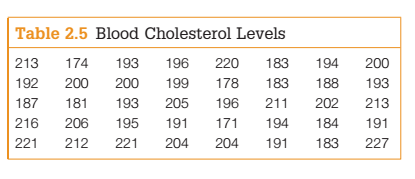 Table 2.5 Blood Cholesterol Levels
213 174 193 196 220 183 194 200
192 200 200 199 178 183 188 193
187 181 193 205 196 211 202 213
216 206 195 191 171 194 184 191
221 212 221 204 204 191 183 227